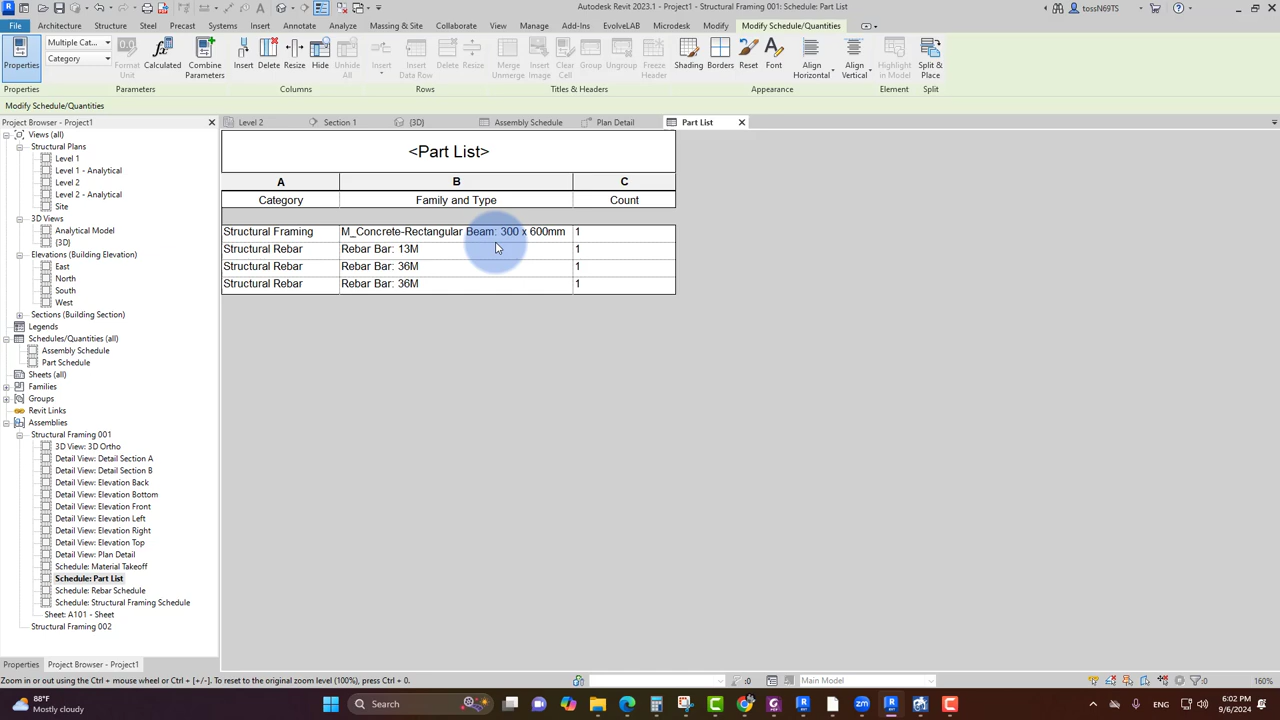 Autodesk Revit 2023.1 - Project1 - Structural Framing 001: Schedule: Part List
tossN69TS
File Architecture Structure Steel Precast Systems Insert Annotate Analyze Massing & Site Collaborate View Manage Add-Ins EvolveLAB Microdesk Modify Modify Schedule/Quantities
Multiple Cat...
Category
Properties
Format Unit
Calculated
Combine Parameters
Insert
Delete
Resize
Hide
Unhide All
Insert
Insert Data Row
Delete
Resize
Merge Unmerge
Insert Image
Clear Cell
Group
Ungroup
Freeze Header
Shading
Borders
Reset
Font
Align Horizontal
Align Vertical
Highlight in Model
Split & Place
Properties Parameters Columns Rows Titles & Headers Appearance Element Split
Modify Schedule/Quantities
Project Browser - Project1
Level 2 Section 1 {3D} Assembly Schedule Plan Detail Part List
Views (all)
Structural Plans
Level 1
Level 1 - Analytical
Level 2
Level 2 - Analytical
Site
3D Views
Analytical Model
{3D}
Elevations (Building Elevation)
East
North
South
West
Sections (Building Section)
Legends
Schedules/Quantities (all)
Assembly Schedule
Part Schedule
Sheets (all)
Families
Groups
Revit Links
Assemblies
Structural Framing 001
3D View: 3D Ortho
Detail View: Detail Section A
Detail View: Detail Section B
Detail View: Elevation Back
Detail View: Elevation Bottom
Detail View: Elevation Front
Detail View: Elevation Left
Detail View: Elevation Right
Detail View: Elevation Top
Detail View: Plan Detail
Schedule: Material Takeoff
Schedule: Part List
Schedule: Rebar Schedule
Schedule: Structural Framing Schedule
Sheet: A101 - Sheet
Structural Framing 002
<Part List>
A B C
Category Family and Type Count
Structural Framing M_Concrete-Rectangular Beam: 300 x 600mm 1
Structural Rebar Rebar Bar: 13M 1
Structural Rebar Rebar Bar: 36M 1
Structural Rebar Rebar Bar: 36M 1
Properties Project Browser - Project1
Zoom in or out using the Ctrl + mouse wheel or Ctrl + [+/-]. To reset to the original zoom level (100%), press Ctrl + 0.
:0 Main Model :0 160%
88°F
Mostly cloudy
Search
6:02 PM
9/6/2024